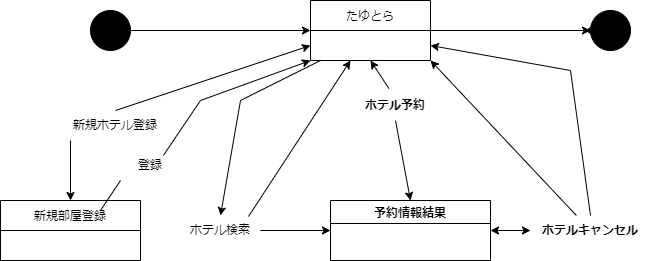 たゆとら
ホテル予約
新規ホテル登録
登録
新規部屋登録
ホテル検索
予約情報結果
ホテルキャンセル